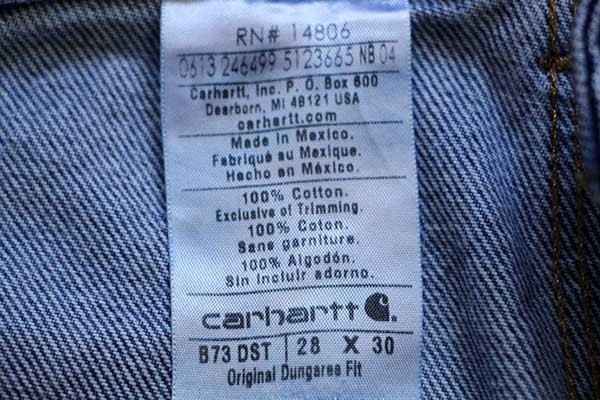 RN# 14806
0613 246499 5123665 NB 04
Carhartt, Inc. P. O. Box 600
Dearborn, MI 48121 USA
carhartt.com
Made in Mexico.
Fabriqué au Mexique.
Hecho en México.
100% Cotton.
Exclusive of Trimming.
100% Coton.
Sans garniture.
100% Algodón.
Sin incluir adorno.
carhartt
B73 DST | 28 X 30
Original Dungaree Fit